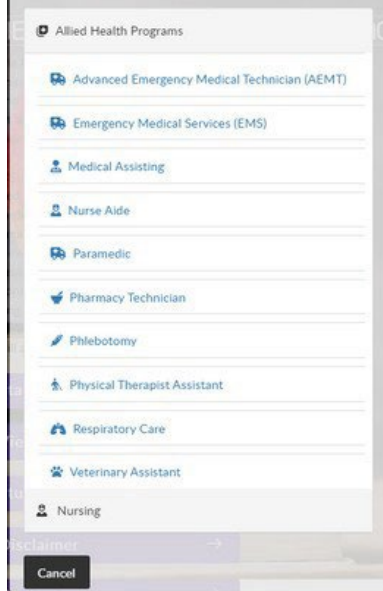 Allied Health Programs
Advanced Emergency Medical Technician (AEMT)
Emergency Medical Services (EMS)
Medical Assisting
Nurse Aide
Paramedic
Pharmacy Technician
Phlebotomy
Physical Therapist Assistant
Respiratory Care
Veterinary Assistant
Nursing
Disclaimer
Cancel